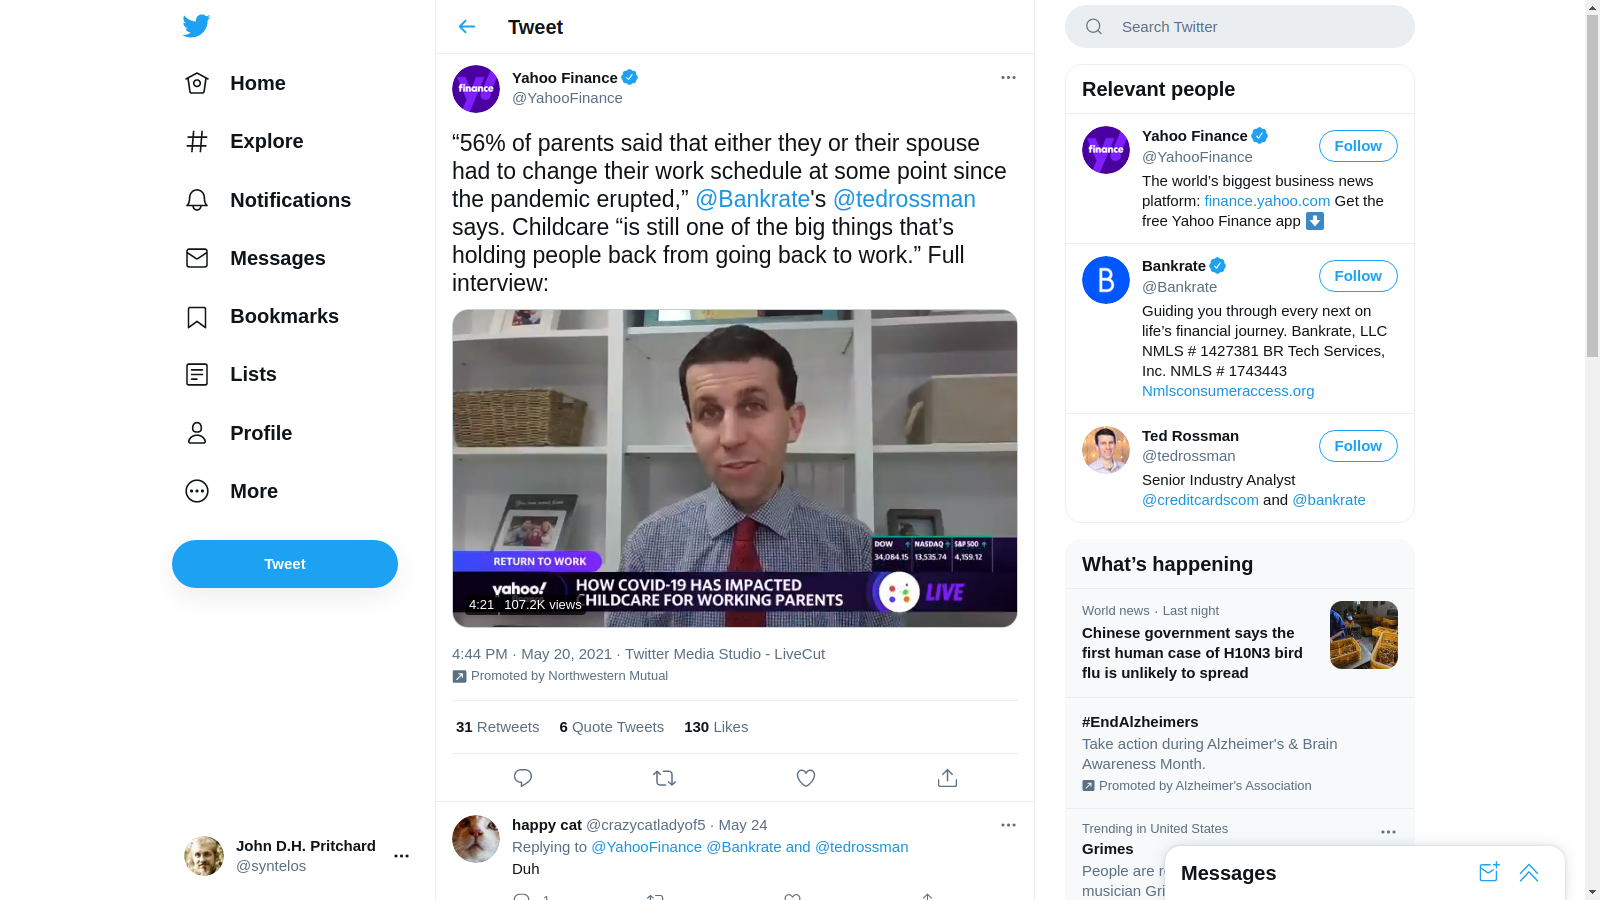 Home
Explore
Notifications
Messages
Bookmarks
Lists
Profile
More
Tweet
John D.H. Pritchard
@syntelos
Tweet
finance
Yahoo Finance
@YahooFinance
“56% of parents said that either they or their spouse
had to change their work schedule at some point since
the pandemic erupted,” @Bankrate's @tedrossman
says. Childcare “is still one of the big things that’s
holding people back from going back to work.” Full
interview:
DOW NASDAQ S&P 500
34,084.15 13,535.74 4,159.12
RETURN TO WORK
yahoo!
HOW COVID-19 HAS IMPACTED
CHILDCARE FOR WORKING PARENTS
LIVE
4:21 107.2K views
4:44 PM · May 20, 2021 · Twitter Media Studio - LiveCut
Promoted by Northwestern Mutual
31 Retweets 6 Quote Tweets 130 Likes
happy cat @crazycatladyof5 · May 24
Replying to @YahooFinance @Bankrate and @tedrossman
Duh
1
Search Twitter
Relevant people
finance
Yahoo Finance
@YahooFinance
Follow
The world’s biggest business news
platform: finance.yahoo.com Get the
free Yahoo Finance app
B
Bankrate
@Bankrate
Follow
Guiding you through every next on
life’s financial journey. Bankrate, LLC
NMLS # 1427381 BR Tech Services,
Inc. NMLS # 1743443
Nmlsconsumeraccess.org
Ted Rossman
@tedrossman
Follow
Senior Industry Analyst
@creditcardscom and @bankrate
What’s happening
World news · Last night
Chinese government says the
first human case of H10N3 bird
flu is unlikely to spread
#EndAlzheimers
Take action during Alzheimer's & Brain
Awareness Month.
Promoted by Alzheimer's Association
Trending in United States
Grimes
People are
musician
Messages